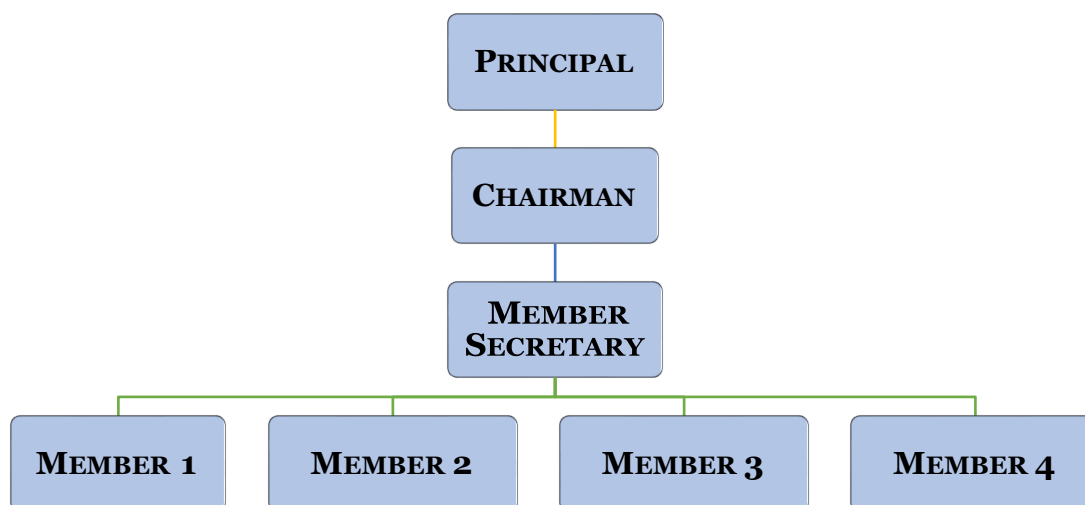 PRINCIPAL
CHAIRMAN
MEMBER
SECRETARY
MEMBER 1
MEMBER 2
MEMBER 3
MEMBER 4